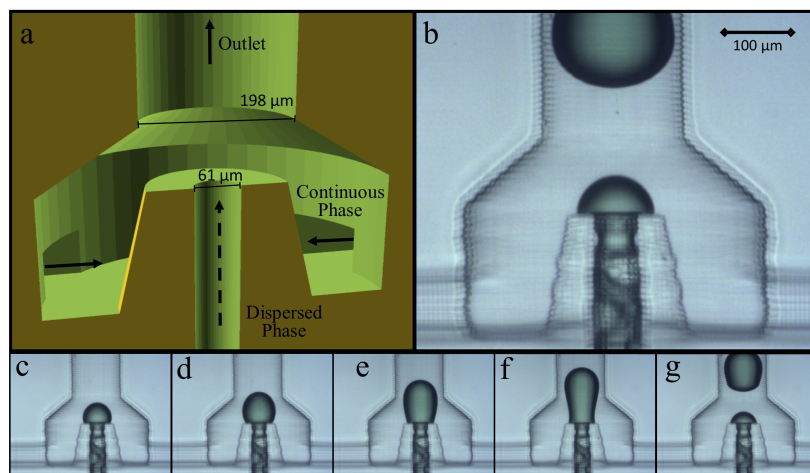 a
Outlet
198 µm
61 µm
Continuous
Phase
Dispersed
Phase
b
100 µm
c
d
e
f
g